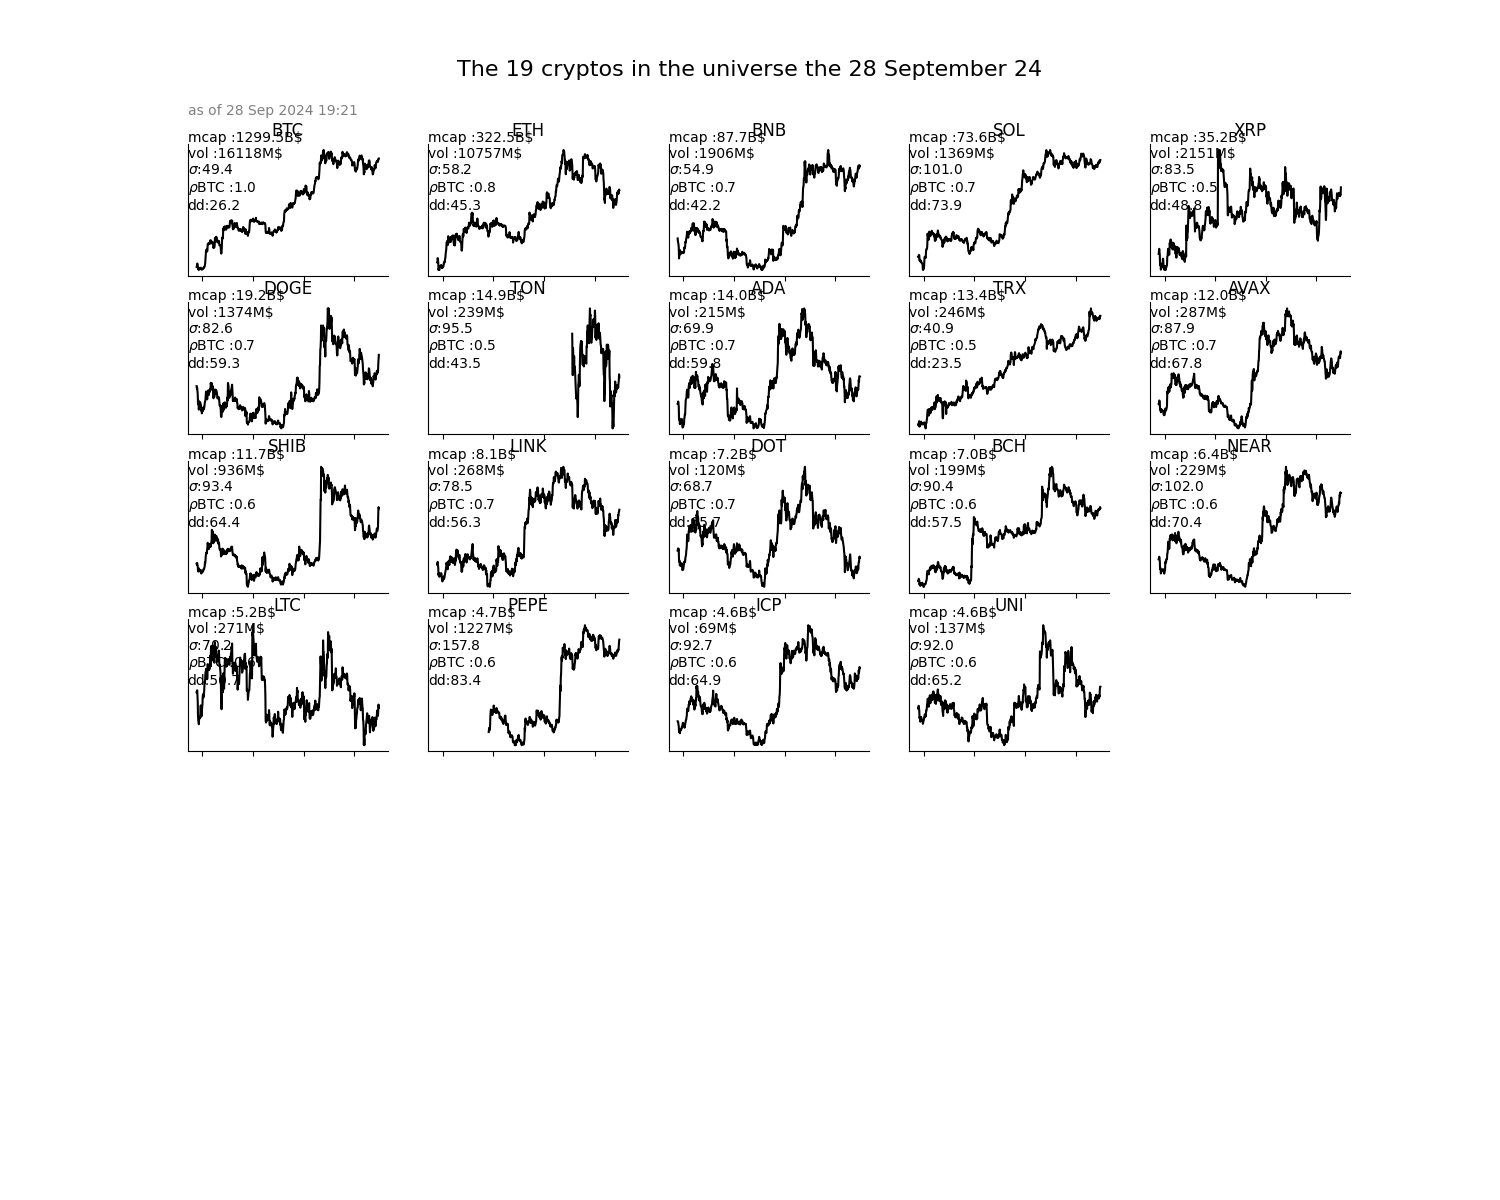 The 19 cryptos in the universe the 28 September 24
as of 28 Sep 2024 19:21
BTC
mcap :1299.5B$
vol :16118M$
σ:49.4
ρBTC :1.0
dd:26.2
ETH
mcap :322.5B$
vol :10757M$
σ:58.2
ρBTC :0.8
dd:45.3
BNB
mcap :87.7B$
vol :1906M$
σ:54.9
ρBTC :0.7
dd:42.2
SOL
mcap :73.6B$
vol :1369M$
σ:101.0
ρBTC :0.7
dd:73.9
XRP
mcap :35.2B$
vol :2151M$
σ:83.5
ρBTC :0.5
dd:48.8
DOGE
mcap :19.2B$
vol :1374M$
σ:82.6
ρBTC :0.7
dd:59.3
TON
mcap :14.9B$
vol :239M$
σ:95.5
ρBTC :0.5
dd:43.5
ADA
mcap :14.0B$
vol :215M$
σ:69.9
ρBTC :0.7
dd:59.8
TRX
mcap :13.4B$
vol :246M$
σ:40.9
ρBTC :0.5
dd:23.5
AVAX
mcap :12.0B$
vol :287M$
σ:87.9
ρBTC :0.7
dd:67.8
SHIB
mcap :11.7B$
vol :936M$
σ:93.4
ρBTC :0.6
dd:64.4
LINK
mcap :8.1B$
vol :268M$
σ:78.5
ρBTC :0.7
dd:56.3
DOT
mcap :7.2B$
vol :120M$
σ:68.7
ρBTC :0.7
BCH
mcap :7.0B$
vol :199M$
σ:90.4
ρBTC :0.6
dd:57.5
NEAR
mcap :6.4B$
vol :229M$
σ:102.0
ρBTC :0.6
dd:70.4
LTC
mcap :5.2B$
vol :271M$
σ:70.2
PEPE
mcap :4.7B$
vol :1227M$
σ:157.8
ρBTC :0.6
dd:83.4
ICP
mcap :4.6B$
vol :69M$
σ:92.7
ρBTC :0.6
dd:64.9
UNI
mcap :4.6B$
vol :137M$
σ:92.0
ρBTC :0.6
dd:65.2